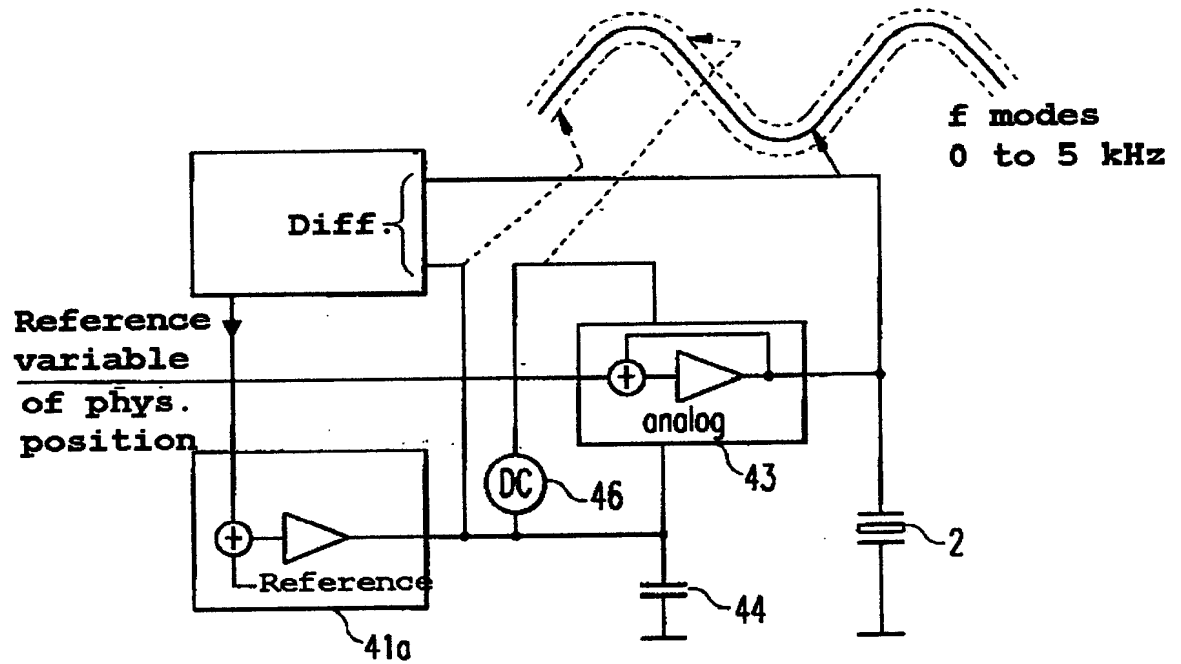 f modes
0 to 5 kHz
Diff.
Reference
variable
of phys.
position
+
analog
43
DC
46
+
Reference
2
44
41a